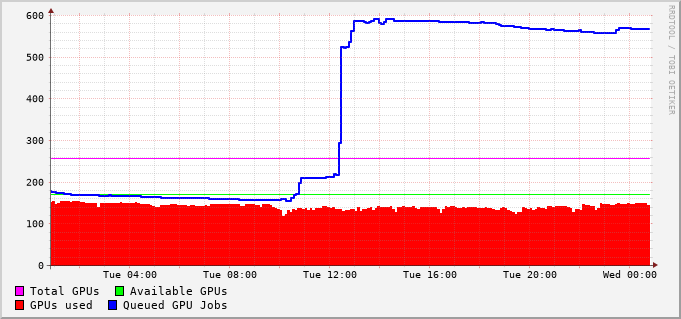 600
500
400
300
200
100
0
Tue 04:00 Tue 08:00 Tue 12:00 Tue 16:00 Tue 20:00 Wed 00:00
Total GPUs Available GPUs
GPUs used Queued GPU Jobs
RRDTOOL / TOBI OETIKER